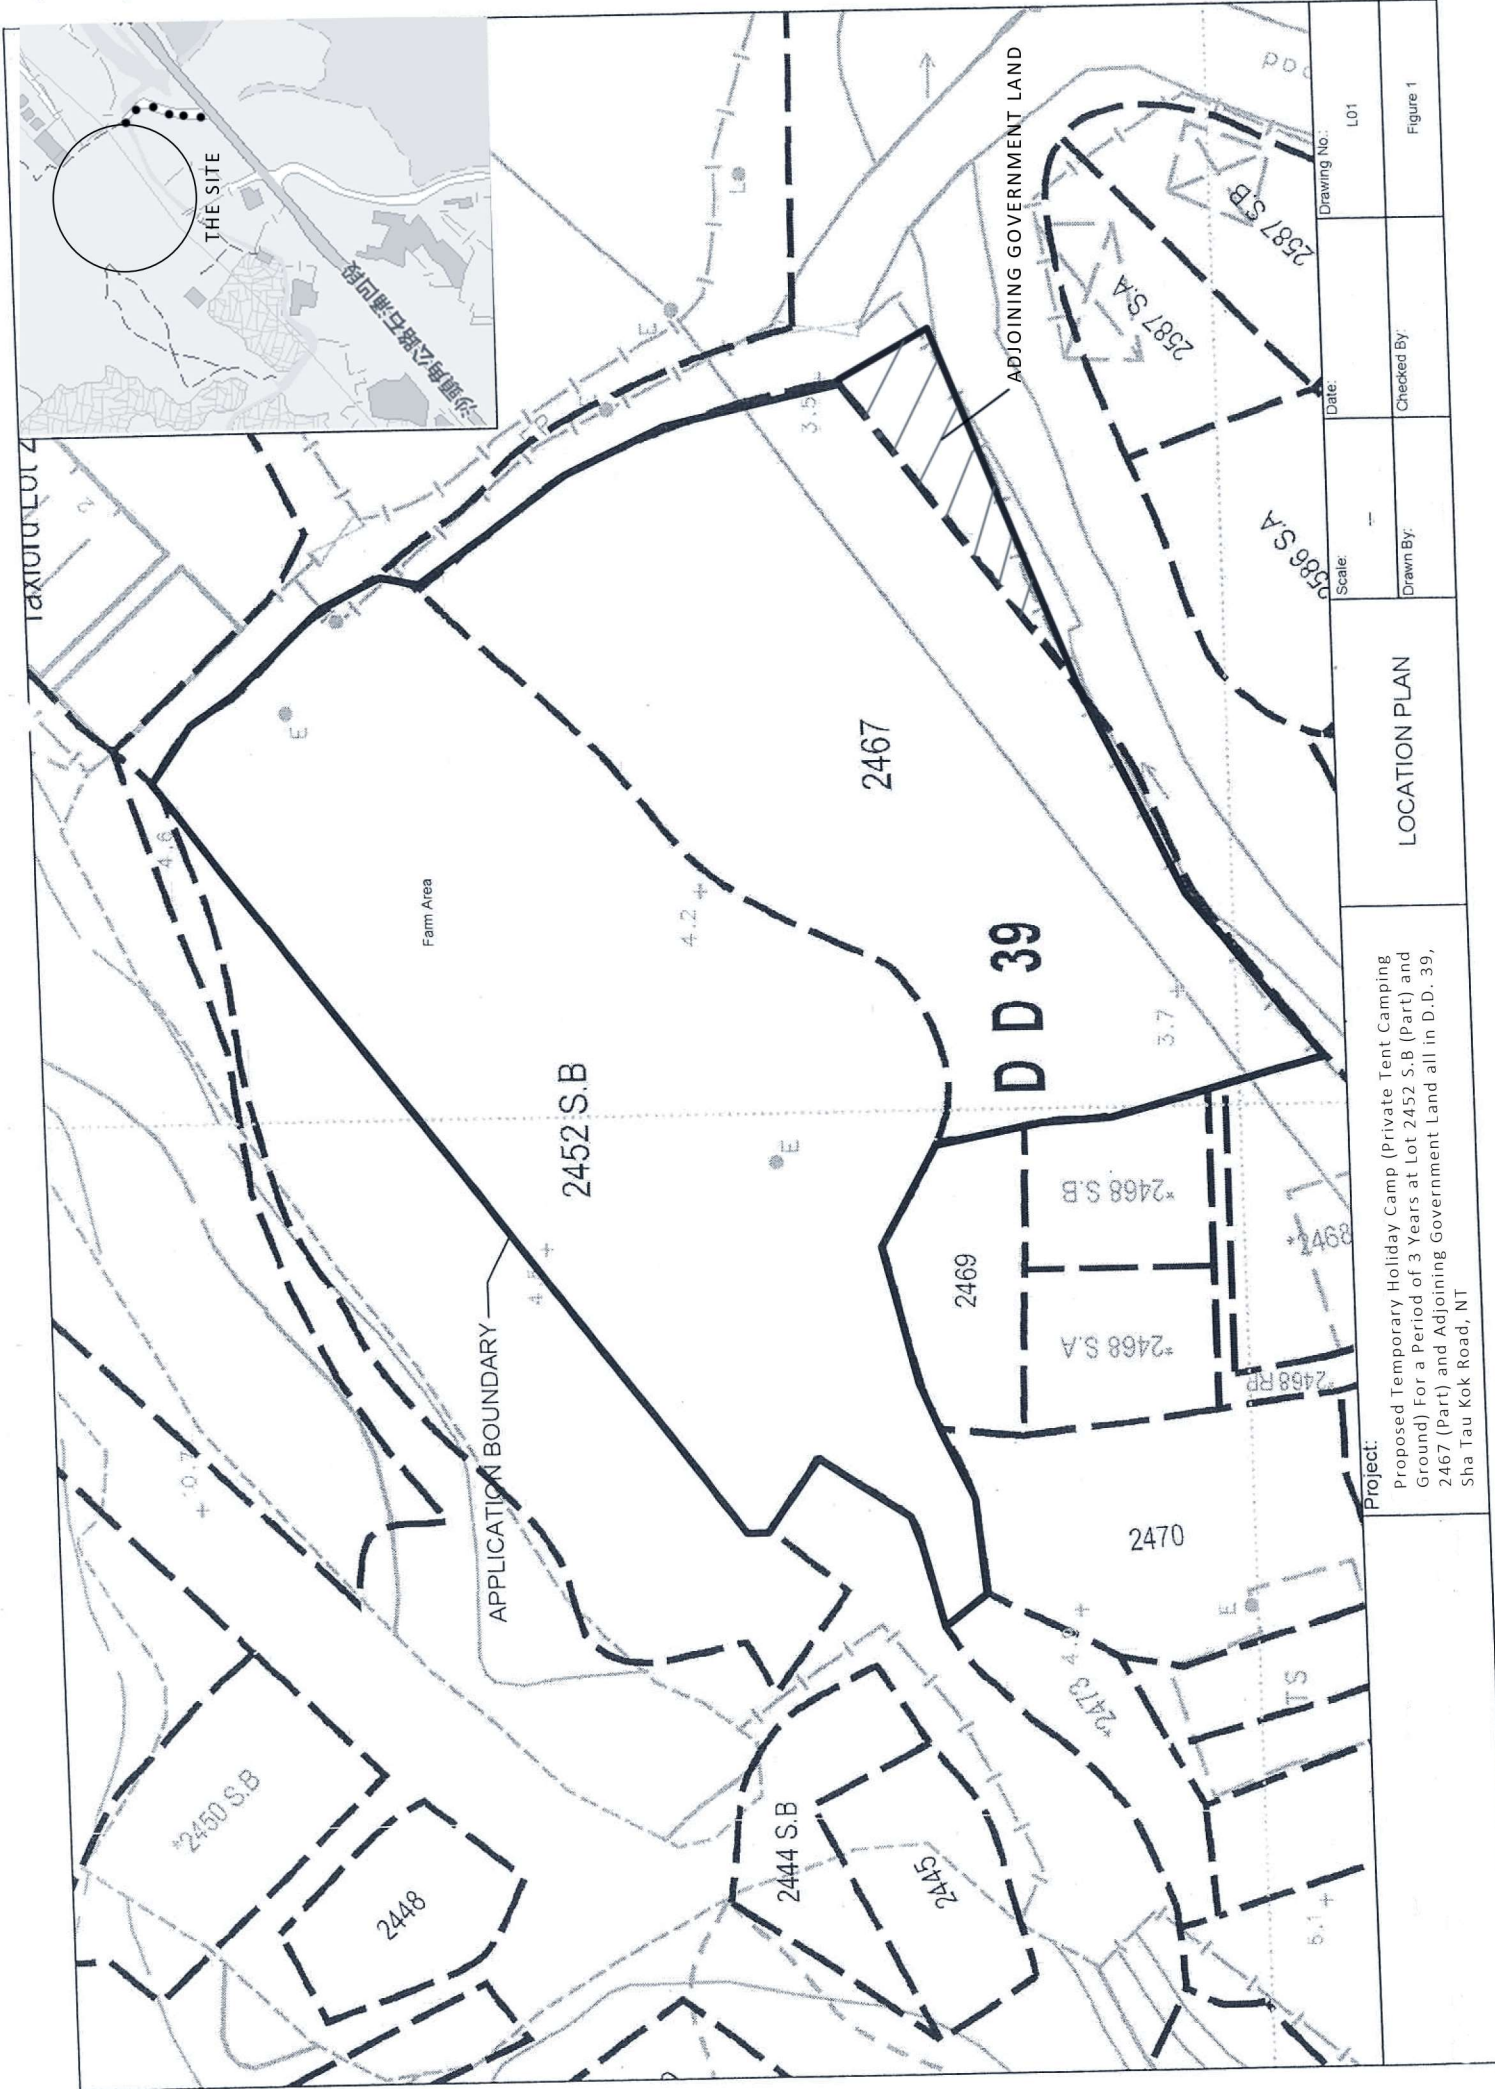 THE SITE
沙頭角公路石涌凹段
ADJOINING GOVERNMENT LAND
L
E
E
E
E
E
2
3.5
4.6
4.2
3.7
4.5
5.1
Farm Area
2452 S.B
2467
D D 39
APPLICATION BOUNDARY
2469
*2468 S.B
*2468 S.A
*2468 RP
2470
*2473
TS
*2450 S.B
2448
2444 S.B
2445
2587 S.A
2587 S.B
2586 S.A
Project:
Proposed Temporary Holiday Camp (Private Tent Camping
Ground) For a Period of 3 Years at Lot 2452 S.B (Part) and
2467 (Part) and Adjoining Government Land all in D.D. 39,
Sha Tau Kok Road, NT
LOCATION PLAN
Scale:
--
Date:
Drawing No.:
L01
Drawn By:
Checked By:
Figure 1